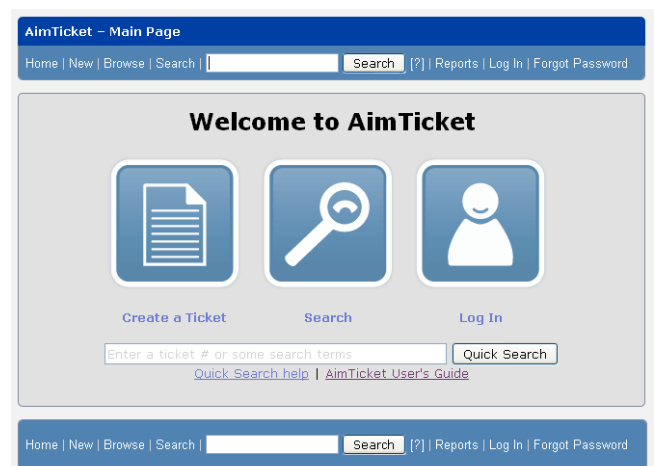 AimTicket – Main Page
Home | New | Browse | Search | Search [?] | Reports | Log In | Forgot Password
Welcome to AimTicket
Create a Ticket Search Log In
Enter a ticket # or some search terms Quick Search
Quick Search help | AimTicket User's Guide
Home | New | Browse | Search | Search [?] | Reports | Log In | Forgot Password